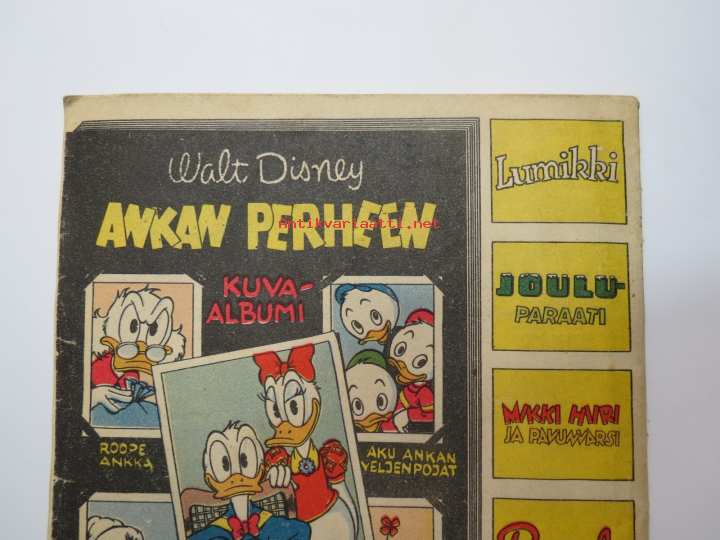 Walt Disney
ANKAN PERHEEN
antikvariaatti.net
KUVA-
ALBUMI
ROOPE
ANKKA
AKU ANKAN
VELJENPOJAT
Lumikki
JOULU-
PARAATI
MIKKI HIIRI
JA PAVUNVARSI